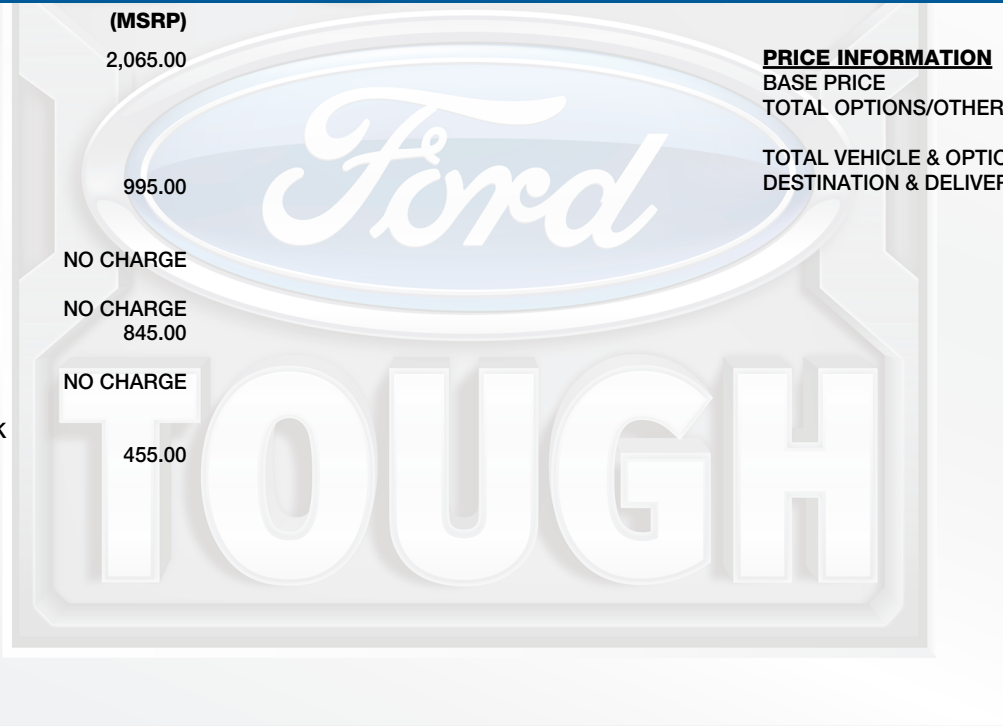 (MSRP)
2,065.00
995.00
NO CHARGE
NO CHARGE
845.00
NO CHARGE
K
455.00
PRICE INFORMATION
BASE PRICE
TOTAL OPTIONS/OTHER
TOTAL VEHICLE & OPTIO
DESTINATION & DELIVER
Ford
TOUGH